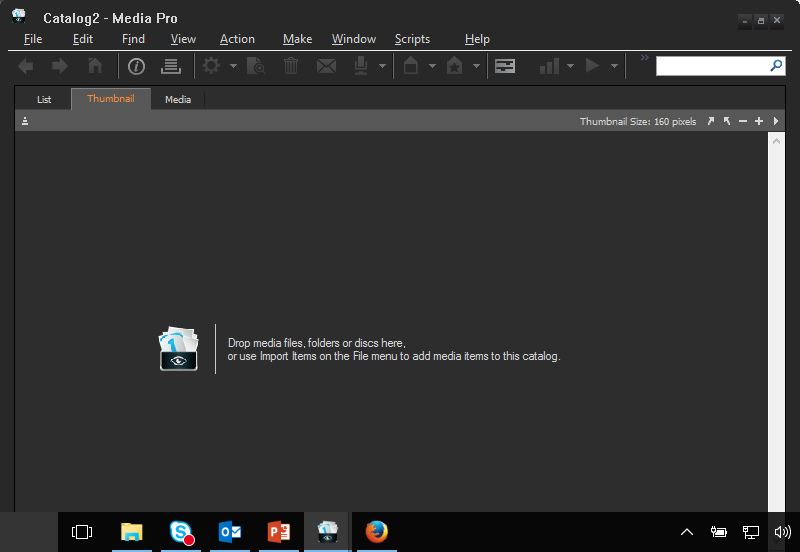 Catalog2 - Media Pro
File Edit Find View Action Make Window Scripts Help
»
List Thumbnail Media
Thumbnail Size: 160 pixels
1
Drop media files, folders or discs here,
or use Import Items on the File menu to add media items to this catalog.